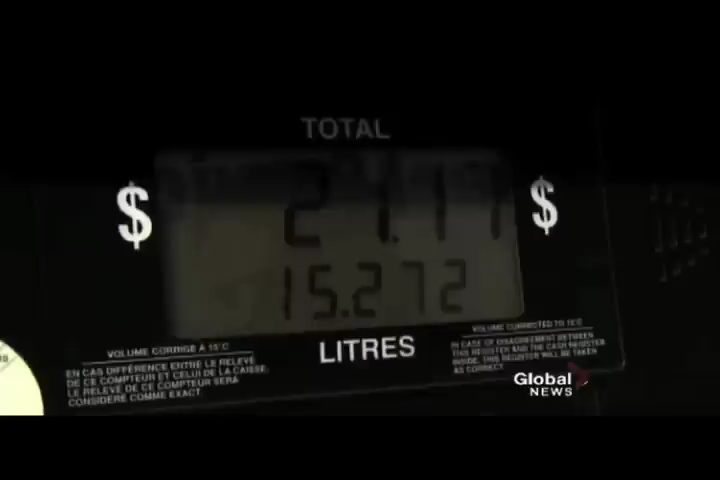 TOTAL
$ $
15.272
LITRES
VOLUME CORRIGÉ À 15°C
EN CAS DIFFÉRENCE ENTRE LE RELEVÉ
DE CE COMPTEUR ET CELUI DE LA CAISSE,
LE RELEVÉ DE CE COMPTEUR SERA
CONSIDÉRÉ COMME EXACT
VOLUME CORRECTED TO 15°C
IN CASE OF DISAGREEMENT BETWEEN
THIS REGISTER AND THE CASH REGISTER
INSIDE, THIS REGISTER WILL BE TAKEN
AS CORRECT.
Global
NEWS